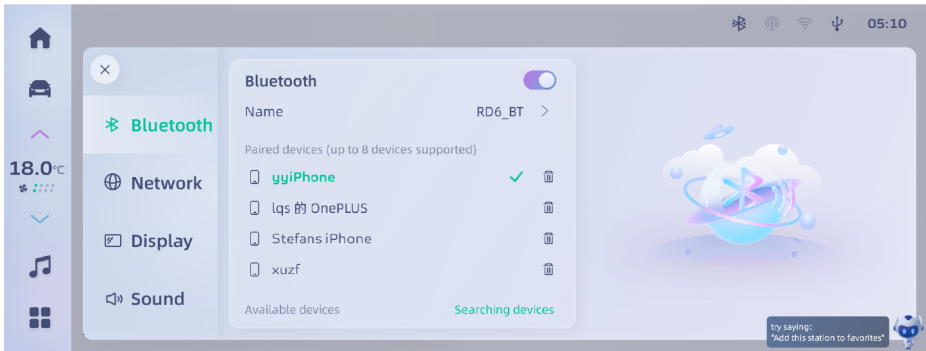 05:10
18.0°C
Bluetooth
Network
Display
Sound
Bluetooth
Name RD6_BT
Paired devices (up to 8 devices supported)
yyiPhone
lqs 的 OnePLUS
Stefans iPhone
xuzf
Available devices Searching devices
try saying:
"Add this station to favorites"